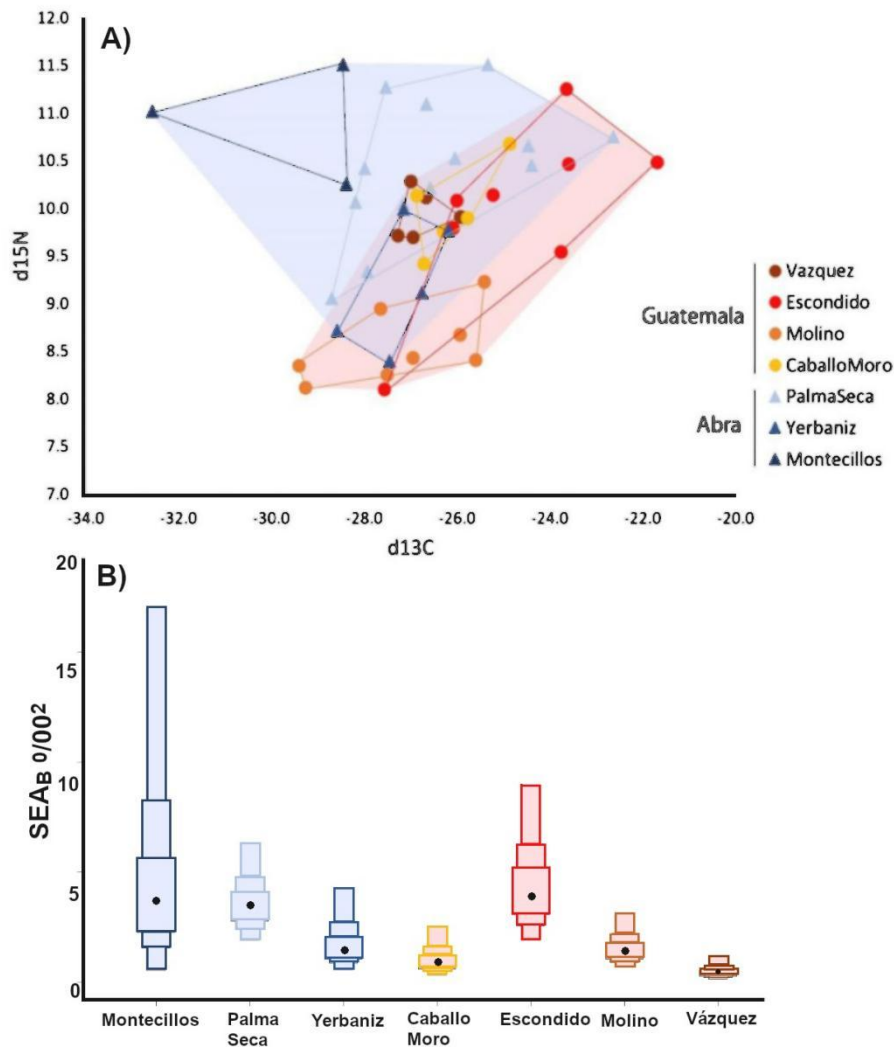 A)
12.0
11.5
11.0
10.5
10.0
9.5
9.0
8.5
8.0
7.5
7.0
d15N
-34.0 -32.0 -30.0 -28.0 -26.0 -24.0 -22.0 -20.0
d13C
Guatemala
Vazquez
Escondido
Molino
CaballoMoro
Abra
PalmaSeca
Yerbaniz
Montecillos
B)
20
15
10
5
0
SEAB 0/00²
Montecillos Palma Seca Yerbaniz Caballo Moro Escondido Molino Vázquez